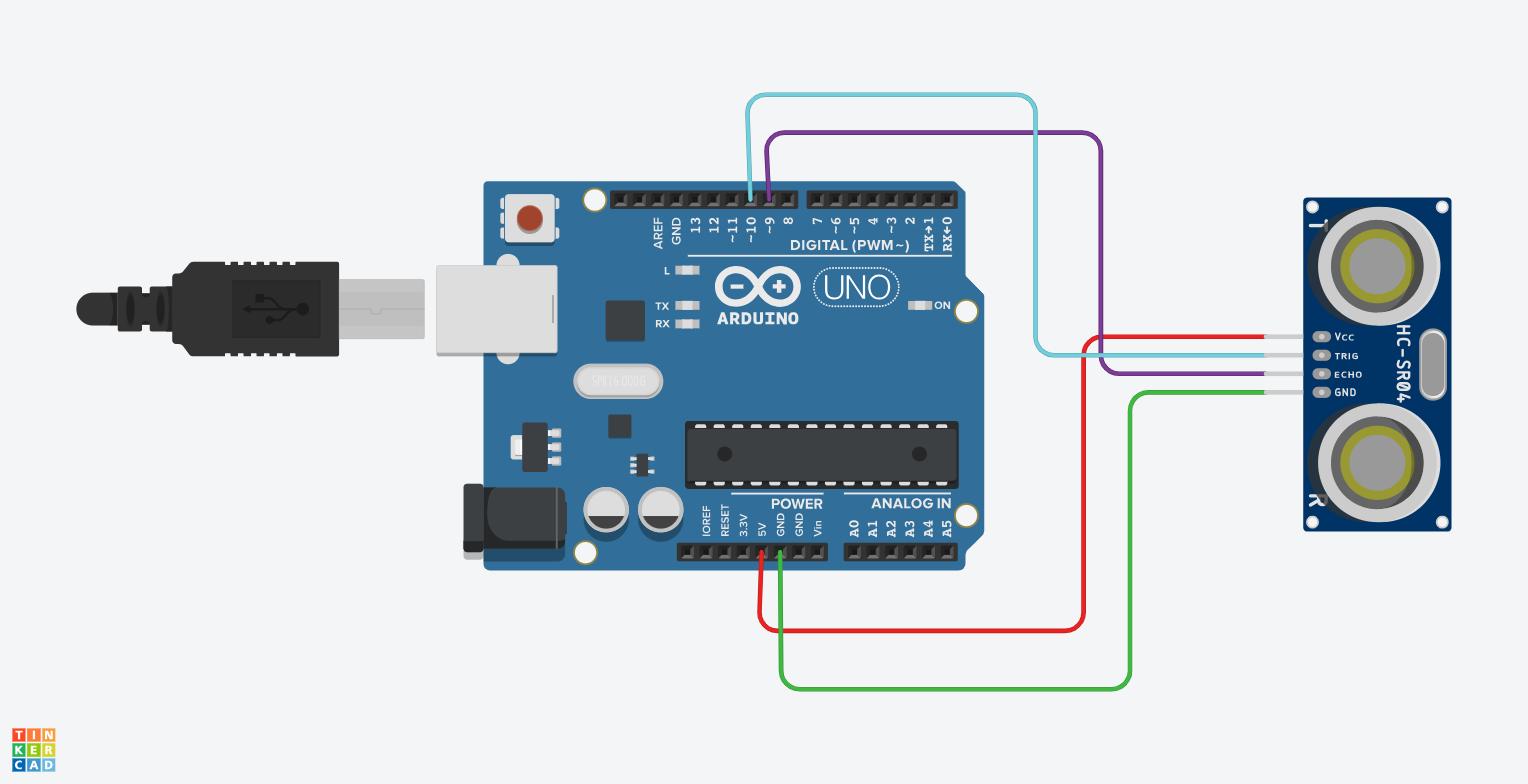 AREF
GND
13
12
~11
~10
~9
8
7
~6
~5
4
~3
2
TX→1
RX←0
DIGITAL (PWM~)
L
TX
RX
UNO
ON
ARDUINO
T
Vcc
TRIG
ECHO
GND
HC-SR04
R
SPK16.000G
POWER
ANALOG IN
IOREF
RESET
3.3V
5V
GND
GND
Vin
A0
A1
A2
A3
A4
A5
TIN
KER
CAD